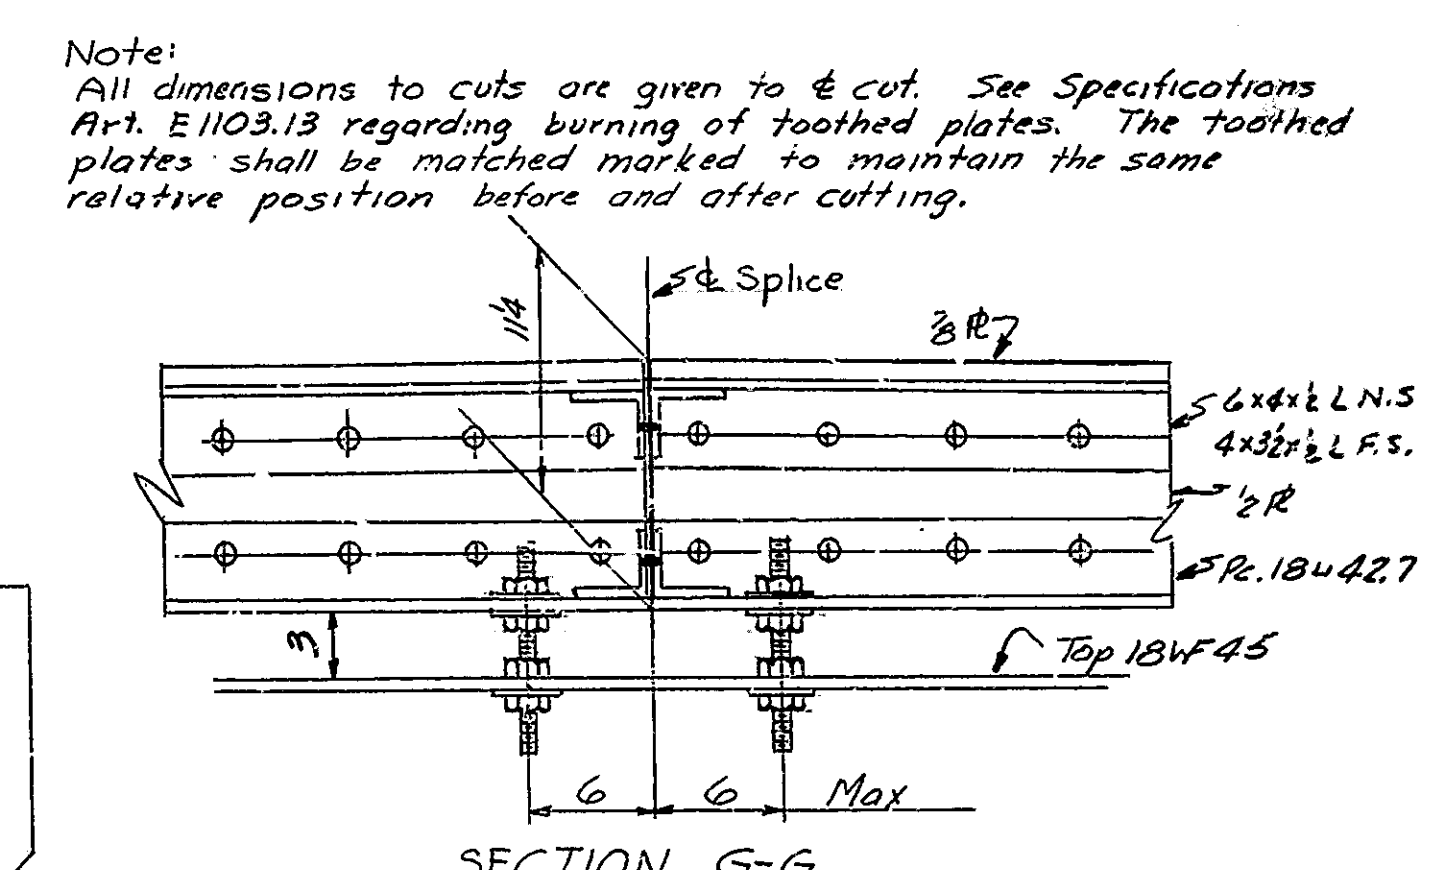 Note:
All dimensions to cuts are given to ℄ cut. See Specifications
Art. E1103.13 regarding burning of toothed plates. The toothed
plates shall be matched marked to maintain the same
relative position before and after cutting.
℄ Splice
11¼
⅞ ℙL
6x4x½ L N.S
4x3½x½ L F.S.
½ ℙL
Pc. 18⊔42.7
3
Top 18WF45
6 6 Max
SECTION G-G